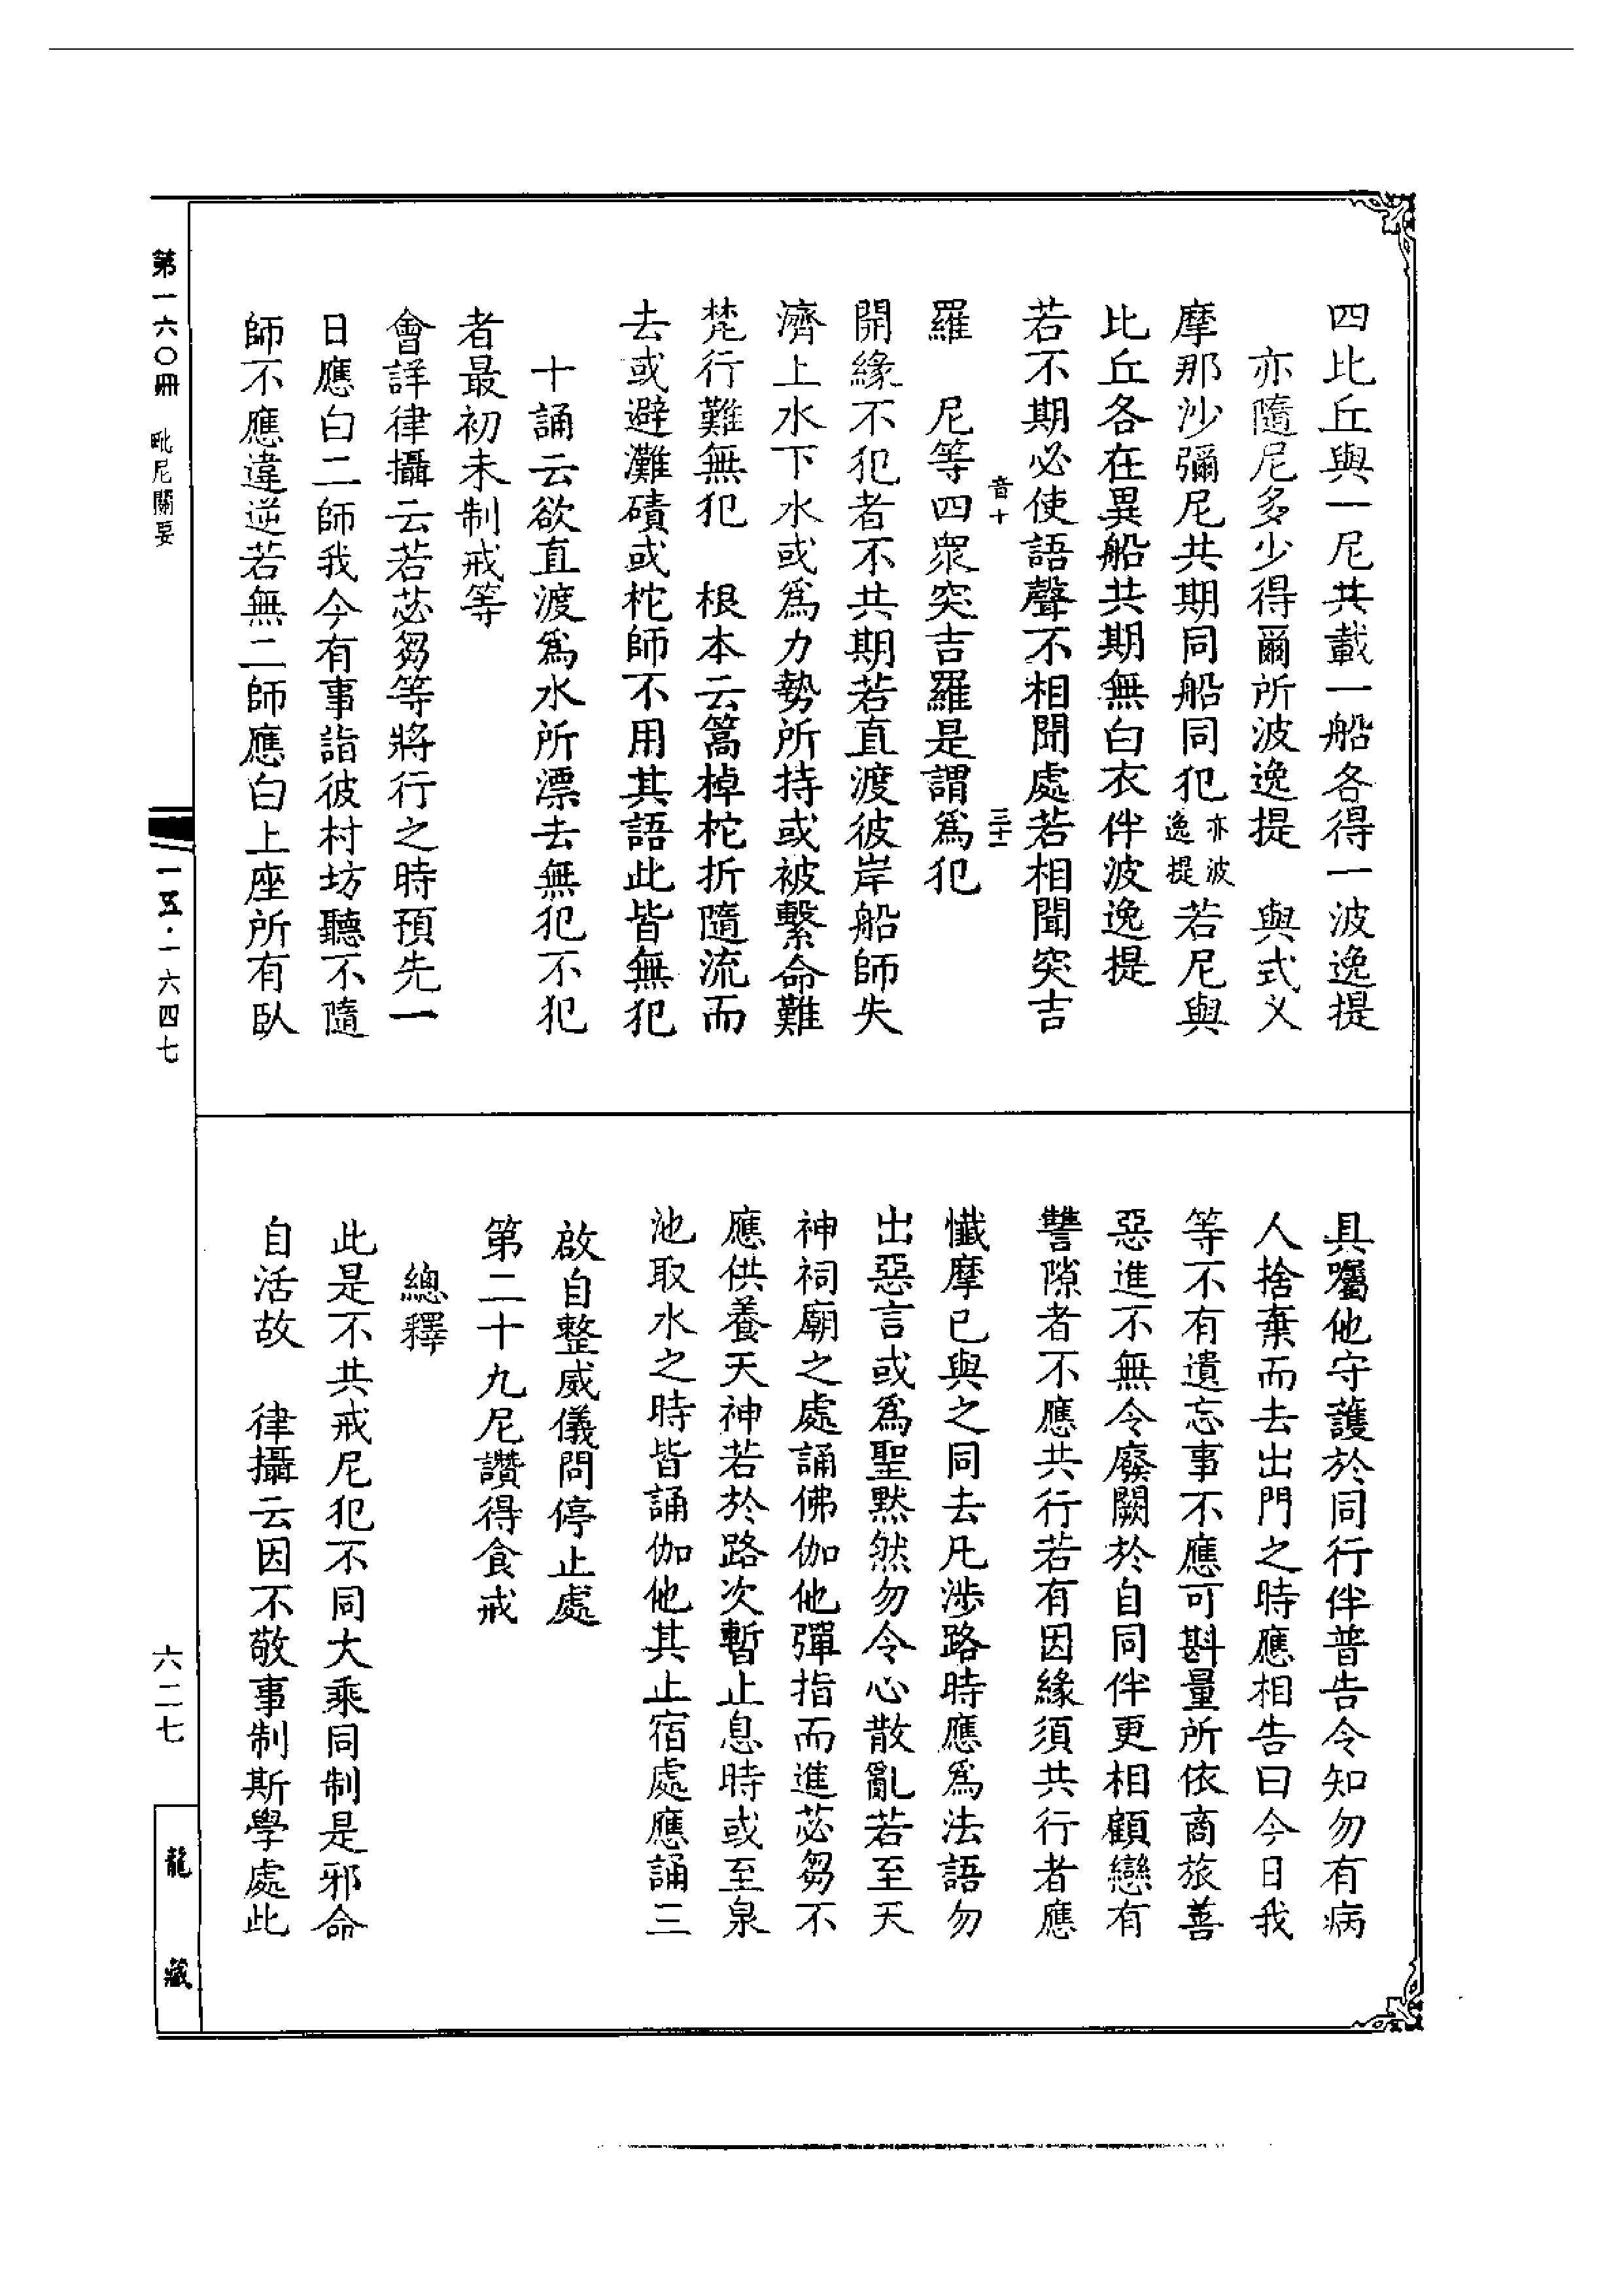 四比丘與一尼共載一船各得一波逸提
亦隨尼多少得爾所波逸提　與式叉
摩那沙彌尼共期同船同犯亦波逸提若尼與
比丘各在異船共期無白衣伴波逸提
若不期必使語聲不相聞處若相聞突吉
音十　三十二
羅　尼等四眾突吉羅是謂爲犯
開緣不犯者不共期若直渡彼岸船師失
濟上水下水或爲力勢所持或被繫命難
梵行難無犯　根本云篙棹柁折隨流而
去或避灘磧或柁師不用其語此皆無犯
十誦云欲直渡爲水所漂去無犯不犯
者最初未制戒等
會詳律攝云若苾芻等將行之時預先一
日應白二師我今有事詣彼村坊聽不隨
師不應違逆若無二師應白上座所有臥
具囑他守護於同行伴普告令知勿有病
人捨棄而去出門之時應相告曰今日我
等不有遺忘事不應可斟量所依商旅善
惡進不無令廢闕於自同伴更相顧戀有
讐隙者不應共行若有因緣須共行者應
懺摩已與之同去凡涉路時應爲法語勿
出惡言或爲聖默然勿令心散亂若至天
神祠廟之處誦佛伽他彈指而進苾芻不
應供養天神若於路次暫止息時或至泉
池取水之時皆誦伽他其止宿處應誦三
啟自整威儀問停止處
第二十九尼讚得食戒
總釋
此是不共戒尼犯不同大乘同制是邪命
自活故　律攝云因不敬事制斯學處此
第一六〇冊　毗尼關要
一五·一六四七
六二七
龍藏